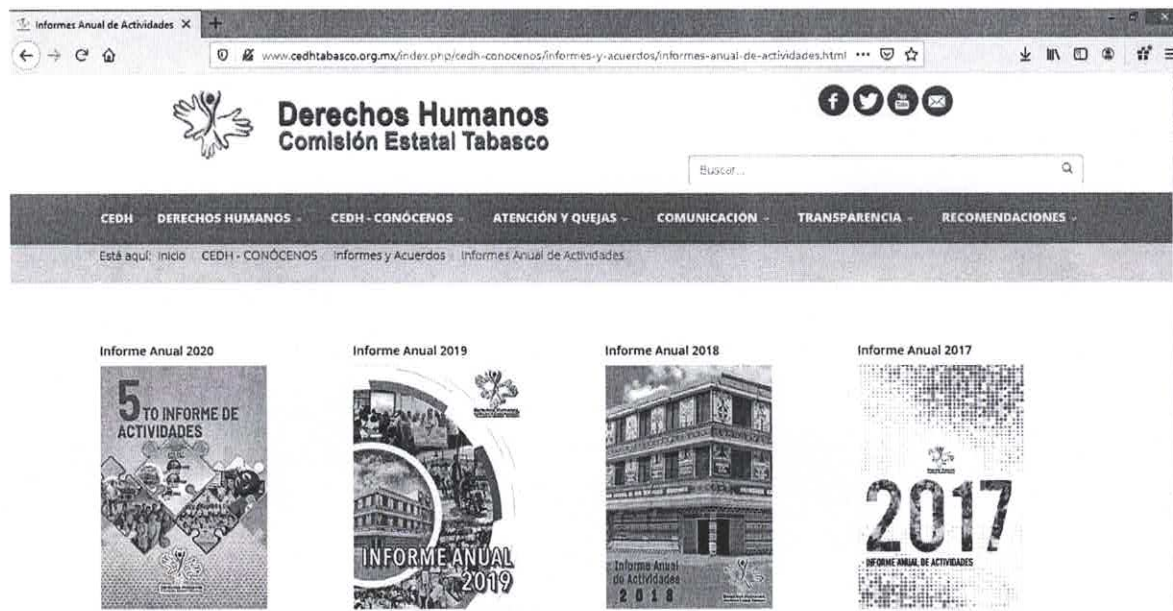 Informes Anual de Actividades
www.cedhtabasco.org.mx/index.php/cedh-conocenos/informes-y-acuerdos/informes-anual-de-actividades.html
Derechos Humanos
Comisión Estatal Tabasco
Buscar...
CEDH DERECHOS HUMANOS CEDH - CONÓCENOS ATENCIÓN Y QUEJAS COMUNICACIÓN TRANSPARENCIA RECOMENDACIONES
Está aquí: Inicio CEDH - CONÓCENOS Informes y Acuerdos Informes Anual de Actividades
Informe Anual 2020 Informe Anual 2019 Informe Anual 2018 Informe Anual 2017
5TO INFORME DE
ACTIVIDADES
Derechos Humanos
INFORME ANUAL
2019
Informe Anual
de Actividades
2018
2017
INFORME ANUAL DE ACTIVIDADES